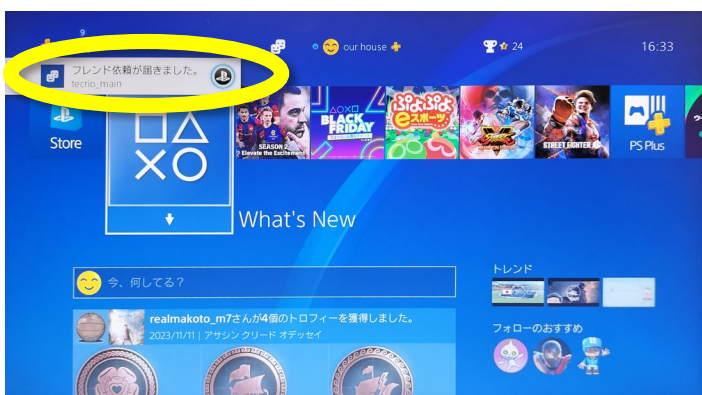 9
our house
24
16:33
フレンド依頼が届きました。
tecrio_main
Store
SEASON 2
Elevate the Excitement
BLACK
FRIDAY
ぷよぷよ
eスポーツ
STREET FIGHTER 6
PS Plus
What's New
今、何してる？
realmakoto_m7さんが4個のトロフィーを獲得しました。
2023/11/11 | アサシン クリード オデッセイ
トレンド
フォローのおすすめ